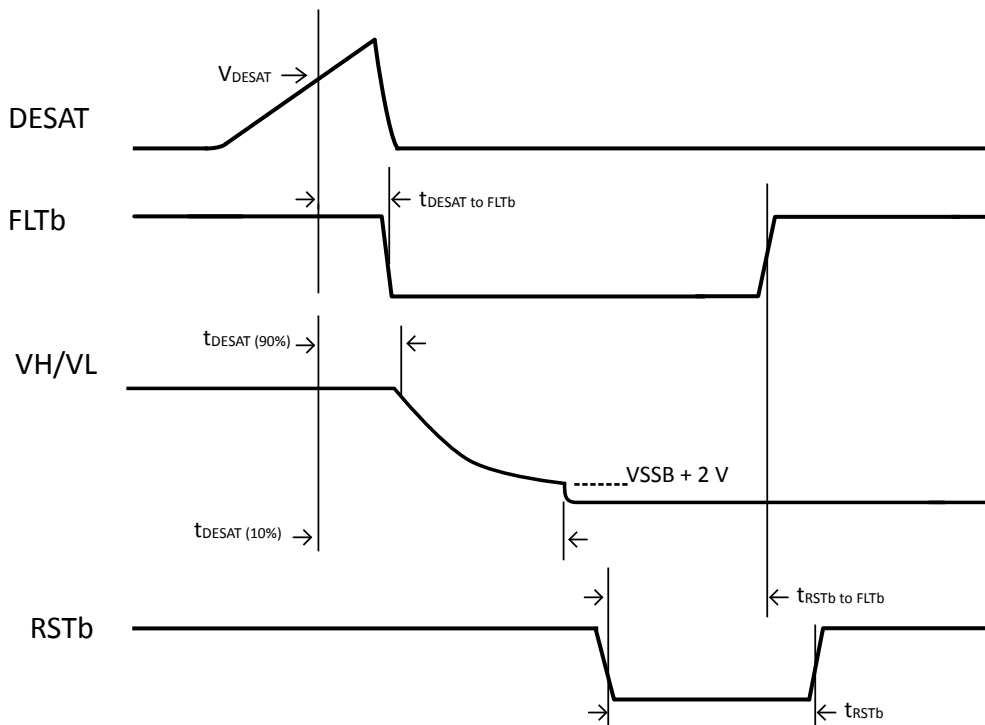 VDESAT
DESAT
tDESAT to FLTb
FLTb
tDESAT (90%)
VH/VL
VSSB + 2 V
tDESAT (10%)
tRSTb to FLTb
RSTb
tRSTb